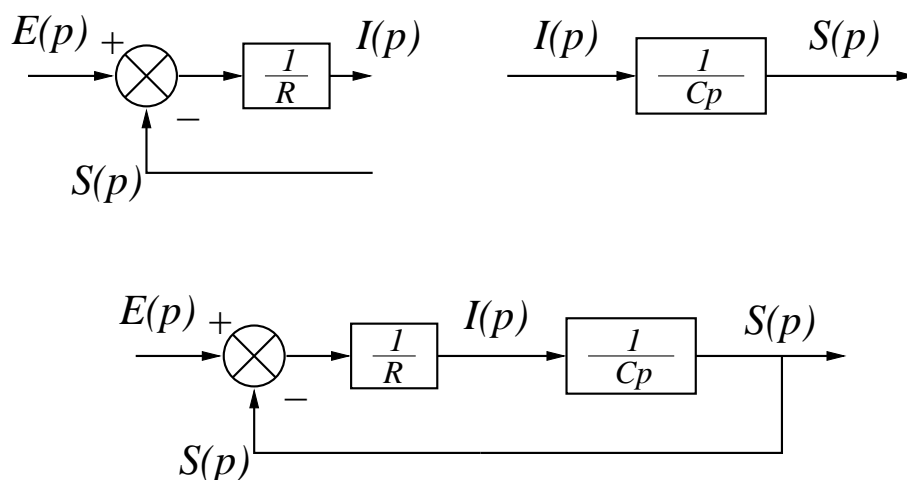 E(p) + 1/R I(p)
−
S(p)
I(p) 1/Cp S(p)
E(p) + 1/R I(p) 1/Cp S(p)
−
S(p)